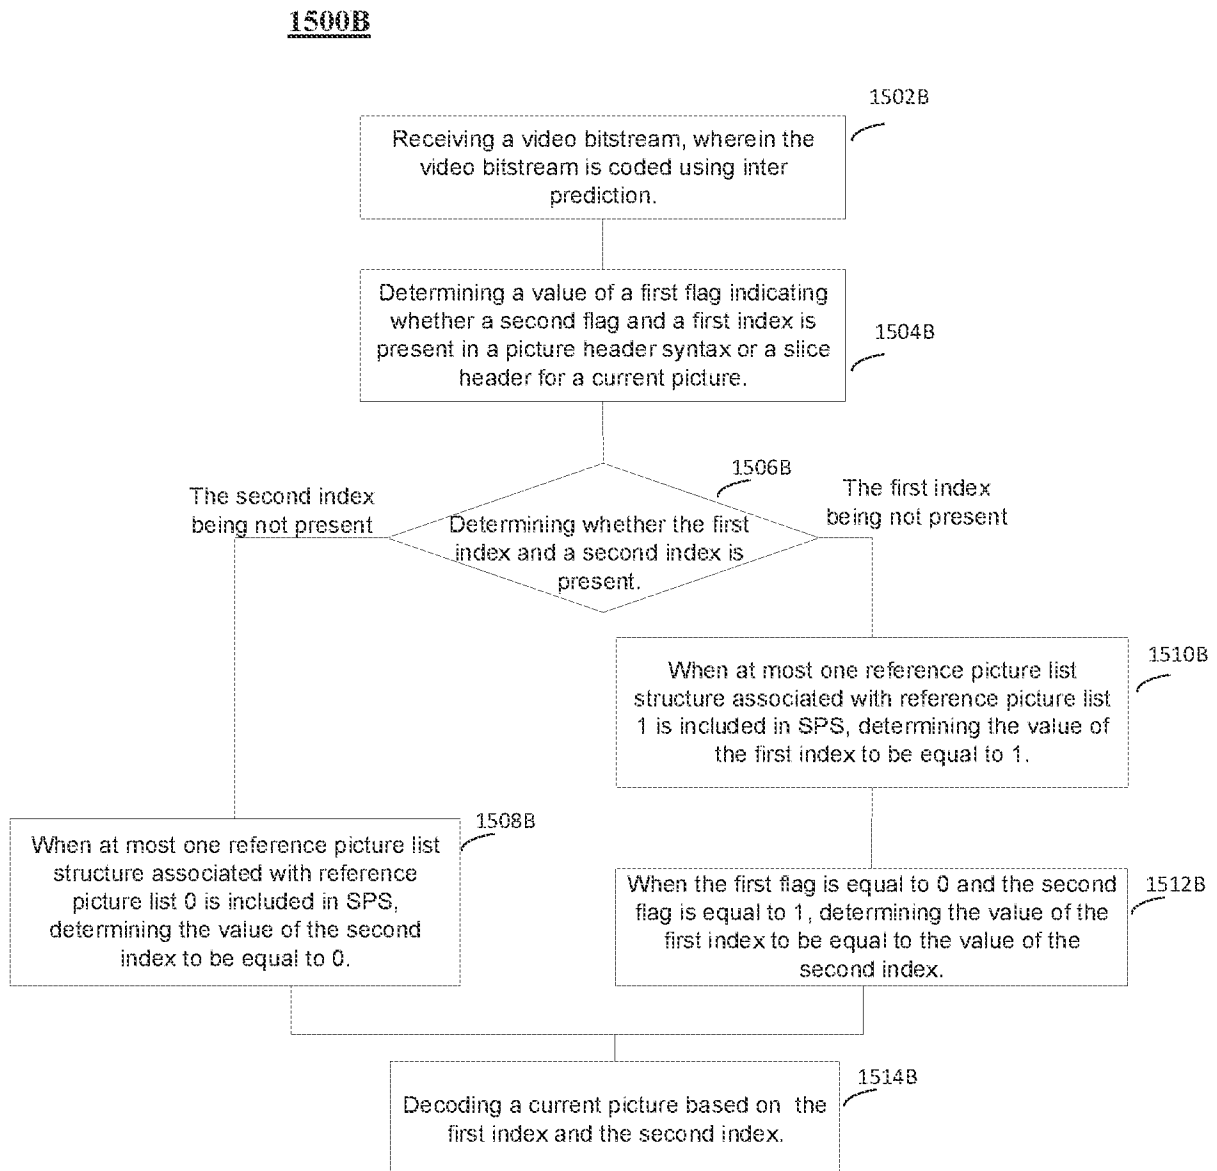 1500B
1502B
Receiving a video bitstream, wherein the
video bitstream is coded using inter
prediction.
Determining a value of a first flag indicating
whether a second flag and a first index is
present in a picture header syntax or a slice
header for a current picture.
1504B
1506B
The second index
being not present
Determining whether the first
index and a second index is
present.
The first index
being not present
1510B
When at most one reference picture list
structure associated with reference picture list
1 is included in SPS, determining the value of
the first index to be equal to 1.
1508B
When at most one reference picture list
structure associated with reference
picture list 0 is included in SPS,
determining the value of the second
index to be equal to 0.
1512B
When the first flag is equal to 0 and the second
flag is equal to 1, determining the value of the
first index to be equal to the value of the
second index.
1514B
Decoding a current picture based on the
first index and the second index.